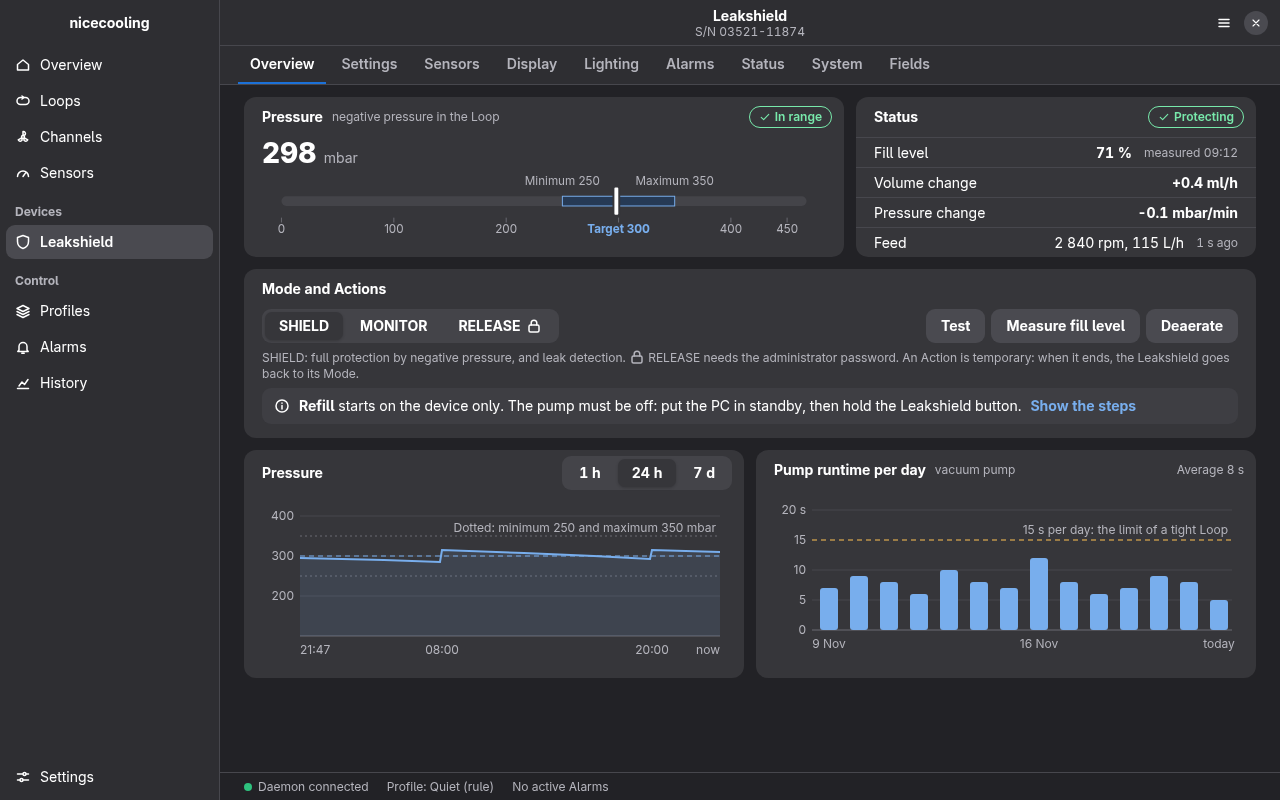 nicecooling
Leakshield
S/N 03521-11874
Overview
Loops
Channels
Sensors
Devices
Leakshield
Control
Profiles
Alarms
History
Settings
Overview Settings Sensors Display Lighting Alarms Status System Fields
Pressure negative pressure in the Loop In range
298 mbar
Minimum 250 Maximum 350
0 100 200 Target 300 400 450
Status Protecting
Fill level 71 % measured 09:12
Volume change +0.4 ml/h
Pressure change -0.1 mbar/min
Feed 2 840 rpm, 115 L/h 1 s ago
Mode and Actions
SHIELD MONITOR RELEASE Test Measure fill level Deaerate
SHIELD: full protection by negative pressure, and leak detection. RELEASE needs the administrator password. An Action is temporary: when it ends, the Leakshield goes
back to its Mode.
Refill starts on the device only. The pump must be off: put the PC in standby, then hold the Leakshield button. Show the steps
Pressure 1 h 24 h 7 d
Dotted: minimum 250 and maximum 350 mbar
400
300
200
21:47 08:00 20:00 now
Pump runtime per day vacuum pump Average 8 s
20 s
15 s per day: the limit of a tight Loop
15
10
5
0
9 Nov 16 Nov today
Daemon connected Profile: Quiet (rule) No active Alarms